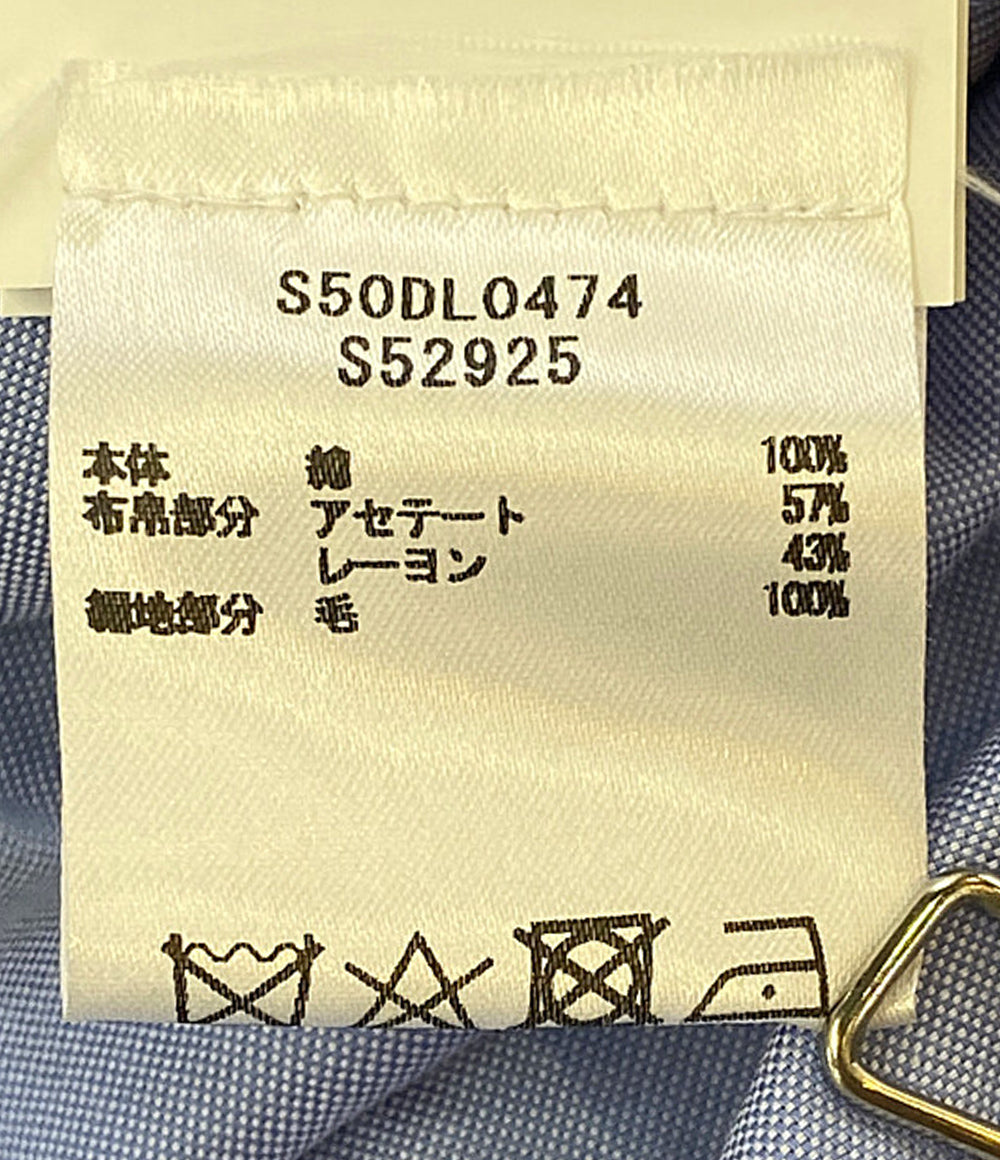 S50DL0474
S52925
本体 綿 100%
布帛部分 アセテート 57%
レーヨン 43%
編地部分 毛 100%